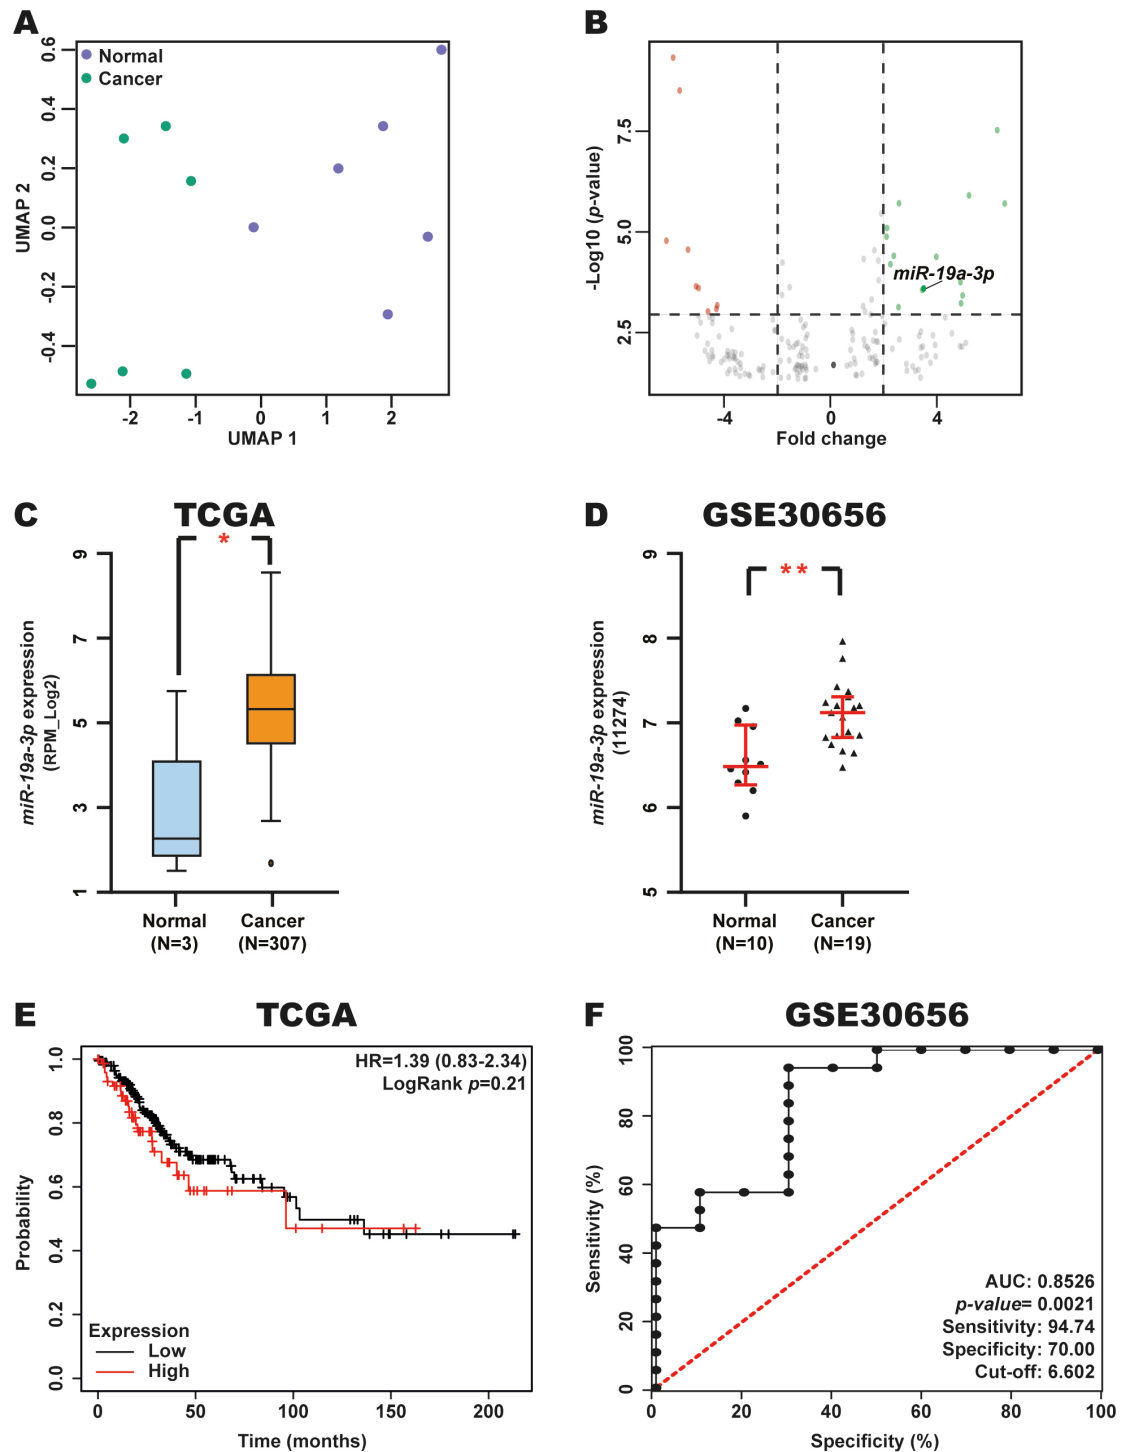 A
Normal
Cancer
0.6
0.4
0.2
0.0
-0.2
-0.4
UMAP 2
-2
-1
0
1
2
UMAP 1
B
7.5
5.0
2.5
-Log10 (p-value)
miR-19a-3p
-4
0
4
Fold change
C
TCGA
*
9
7
5
3
1
miR-19a-3p expression
(RPM_Log2)
Normal
(N=3)
Cancer
(N=307)
D
GSE30656
**
9
8
7
6
5
miR-19a-3p expression
(11274)
Normal
(N=10)
Cancer
(N=19)
E
TCGA
HR=1.39 (0.83-2.34)
LogRank p=0.21
1.0
0.8
0.6
0.4
0.2
0.0
Probability
Expression
Low
High
0
50
100
150
200
Time (months)
F
GSE30656
100
80
60
40
20
0
Sensitivity (%)
AUC: 0.8526
p-value= 0.0021
Sensitivity: 94.74
Specificity: 70.00
Cut-off: 6.602
0
20
40
60
80
100
Specificity (%)